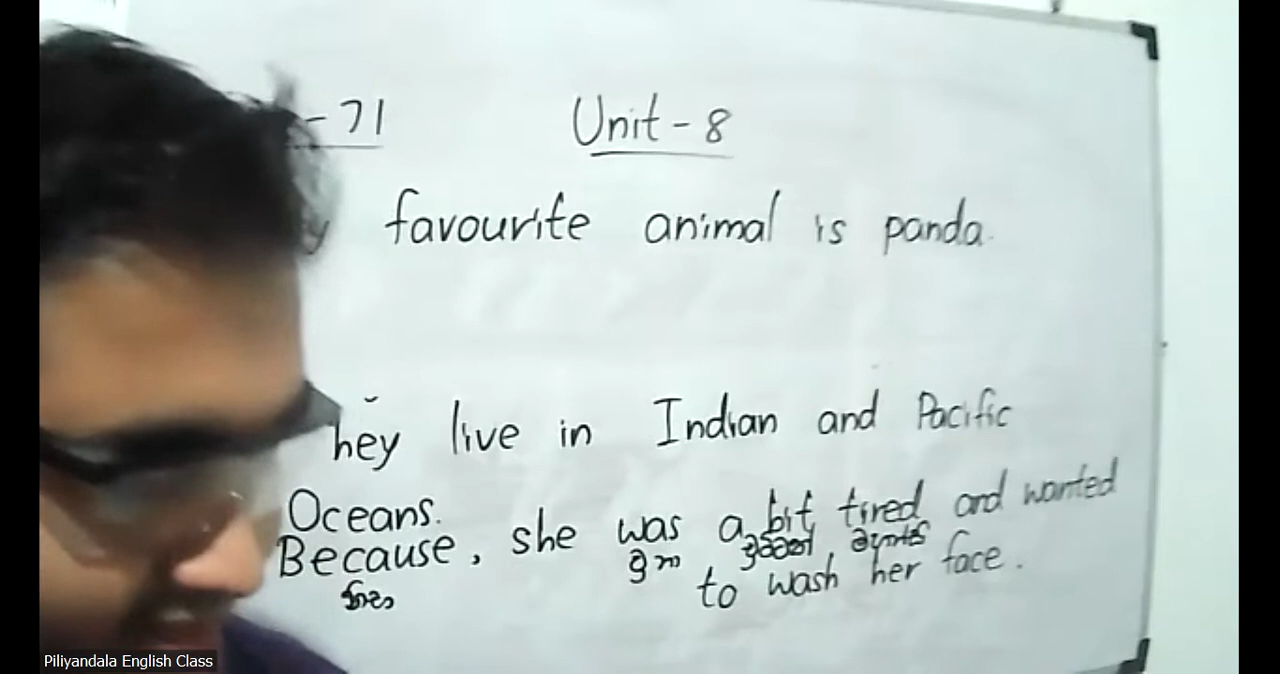 - 71
Unit - 8
favourite animal is panda.
hey live in Indian and Pacific
Oceans.
Because, she was a bit tired and wanted
to wash her face.
Piliyandala English Class